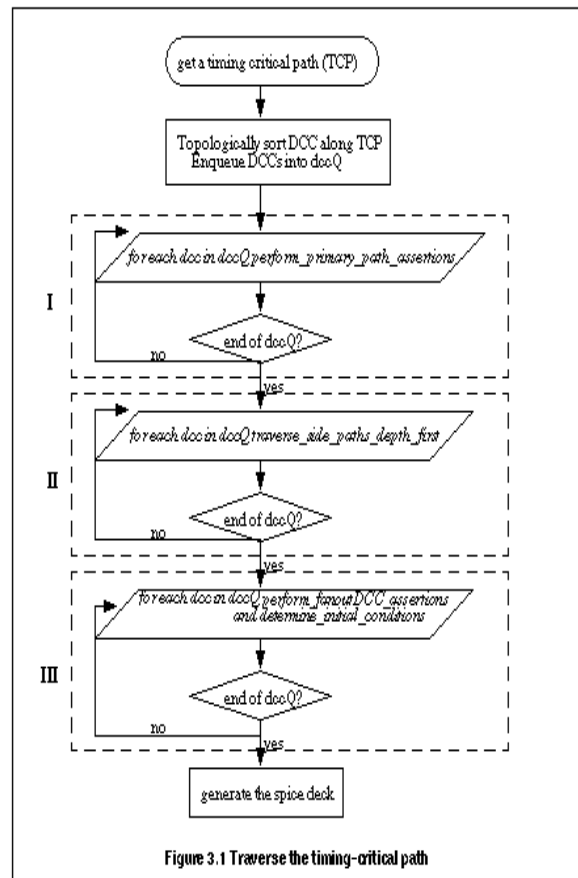 get a timing critical path (TCP)
Topologically sort DCC along TCP
Enqueue DCCs into dccQ
I
for each dcc in dccQ perform_primary_path_assertions
end of dccQ?
no
yes
II
for each dcc in dccQ traverse_side_paths_depth_first
end of dccQ?
no
yes
III
for each dcc in dccQ perform_fanoutDCC_assertions
and determine_initial_conditions
end of dccQ?
no
yes
generate the spice deck
Figure 3.1 Traverse the timing-critical path